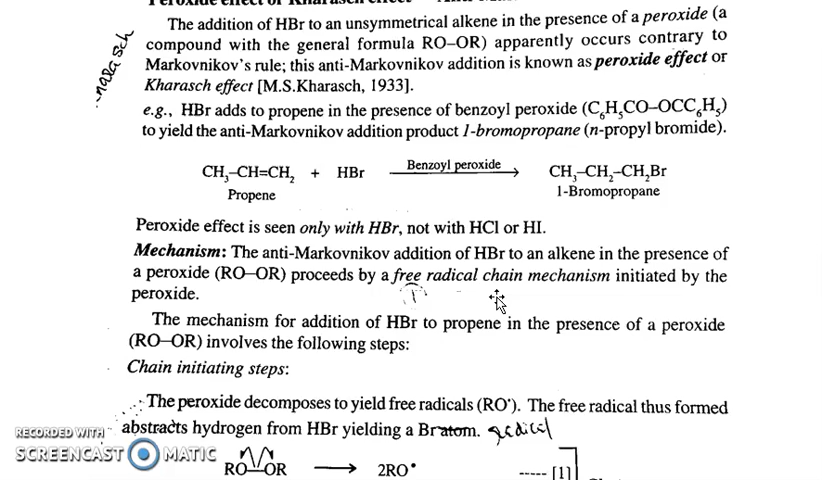 Peroxide effect or Kharasch effect
The addition of HBr to an unsymmetrical alkene in the presence of a peroxide (a
compound with the general formula RO–OR) apparently occurs contrary to
Markovnikov's rule; this anti-Markovnikov addition is known as peroxide effect or
Kharasch effect [M.S.Kharasch, 1933].
e.g., HBr adds to propene in the presence of benzoyl peroxide (C₆H₅CO–OCC₆H₅)
to yield the anti-Markovnikov addition product 1-bromopropane (n-propyl bromide).
CH₃–CH=CH₂ + HBr Benzoyl peroxide → CH₃–CH₂–CH₂Br
Propene 1-Bromopropane
Peroxide effect is seen only with HBr, not with HCl or HI.
Mechanism: The anti-Markovnikov addition of HBr to an alkene in the presence of
a peroxide (RO–OR) proceeds by a free radical chain mechanism initiated by the
peroxide.
The mechanism for addition of HBr to propene in the presence of a peroxide
(RO–OR) involves the following steps:
Chain initiating steps:
The peroxide decomposes to yield free radicals (RO•). The free radical thus formed
abstracts hydrogen from HBr yielding a Br atom. radical
RO–OR → 2RO• ----- [1]
RECORDED WITH
SCREENCAST MATIC